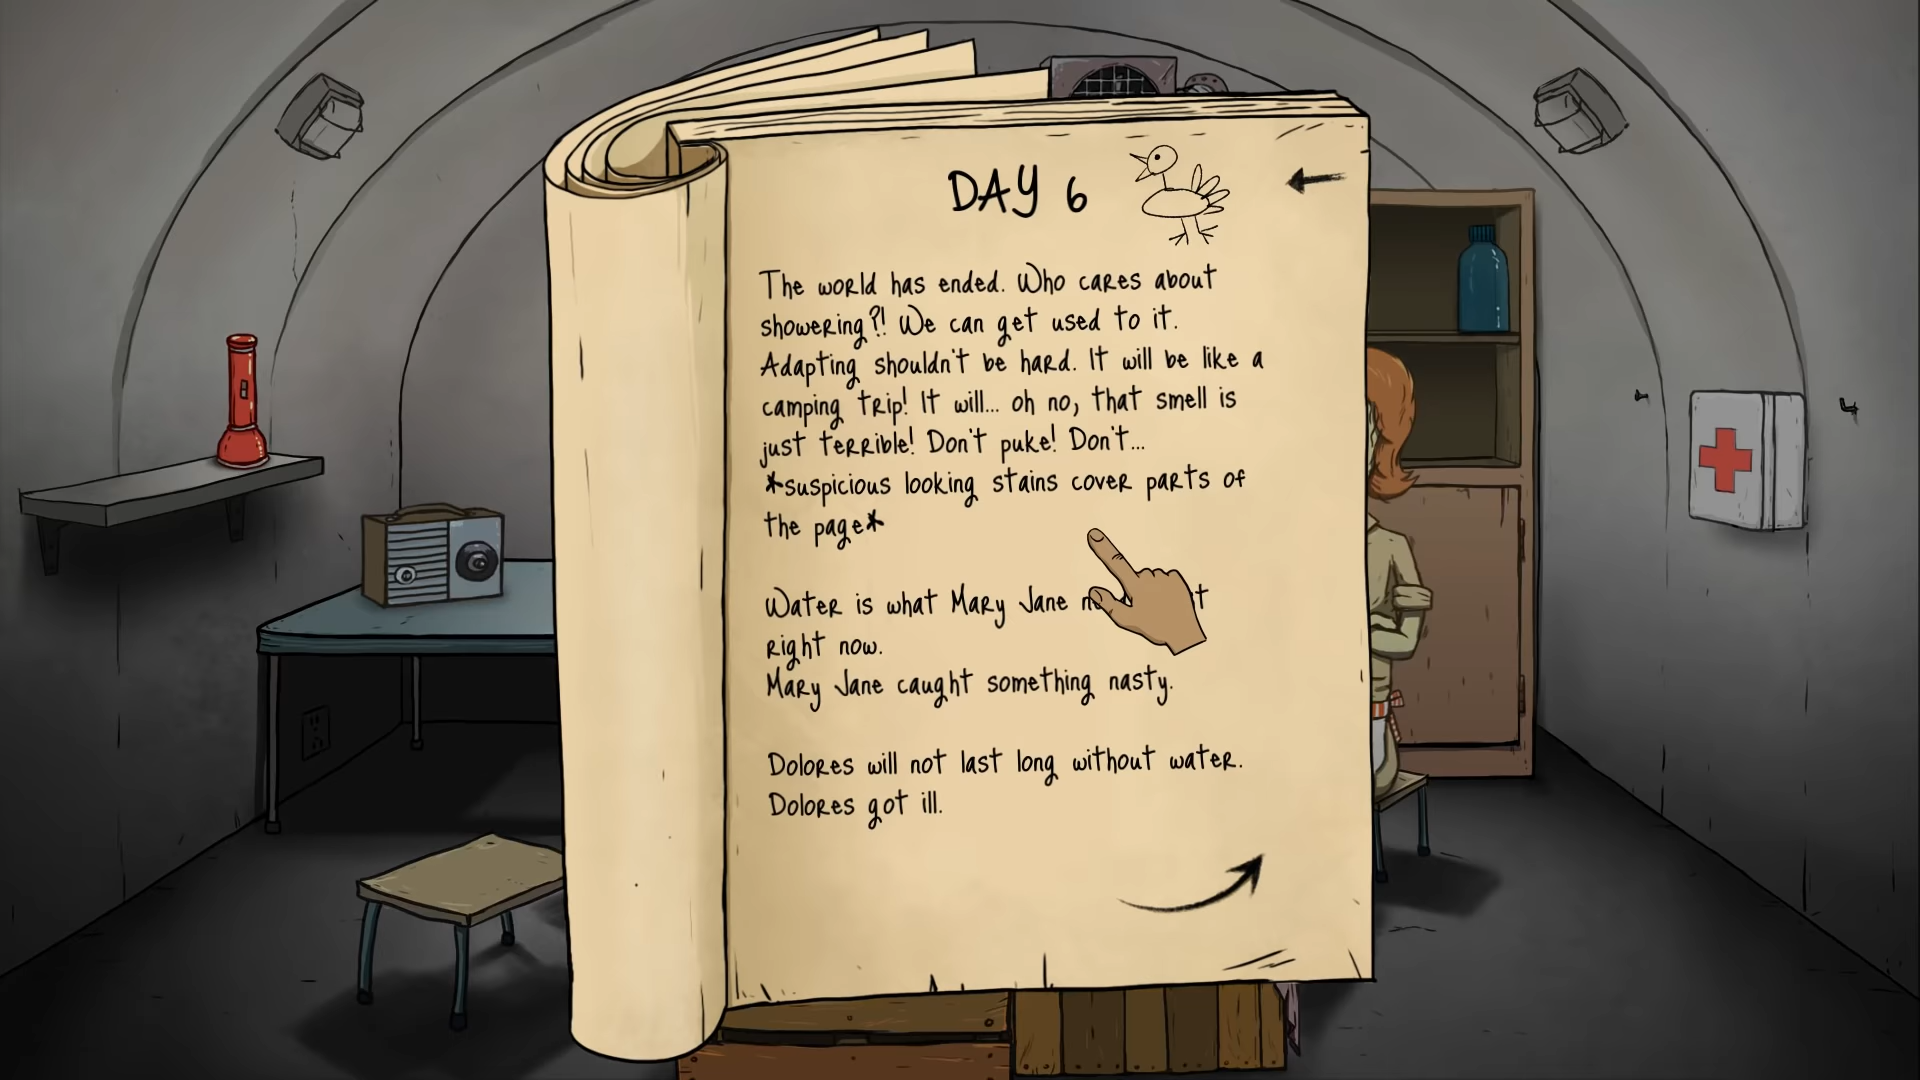 DAY 6
The world has ended. Who cares about
showering?! We can get used to it.
Adapting shouldn't be hard. It will be like a
camping trip! It will... oh no, that smell is
just terrible! Don't puke! Don't...
*suspicious looking stains cover parts of
the page*
Water is what Mary Jane
right now.
Mary Jane caught something nasty.
Dolores will not last long without water.
Dolores got ill.